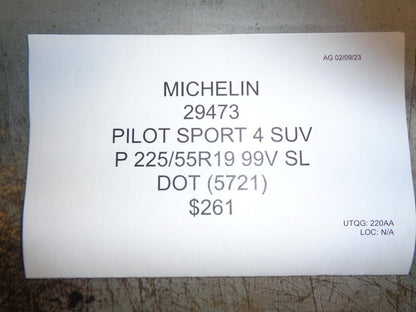 AG 02/09/23
MICHELIN
29473
PILOT SPORT 4 SUV
P 225/55R19 99V SL
DOT (5721)
$261
UTQG: 220AA
LOC: N/A